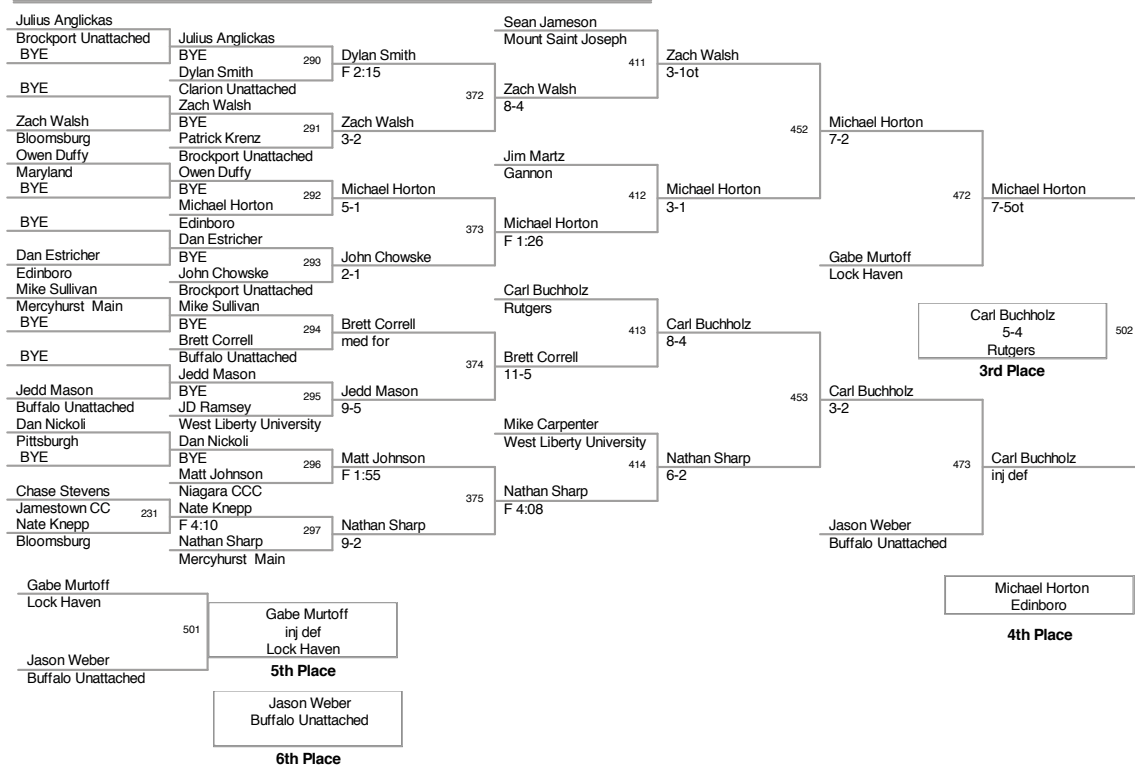 Julius Anglickas
Brockport Unattached
BYE
BYE
Zach Walsh
Bloomsburg
Owen Duffy
Maryland
BYE
BYE
Dan Estricher
Edinboro
Mike Sullivan
Mercyhurst Main
BYE
BYE
Jedd Mason
Buffalo Unattached
Dan Nickoli
Pittsburgh
BYE
Chase Stevens
Jamestown CC
231
Nate Knepp
Bloomsburg
Julius Anglickas
BYE
290
Dylan Smith
Clarion Unattached
Zach Walsh
BYE
291
Patrick Krenz
Brockport Unattached
Owen Duffy
BYE
292
Michael Horton
Edinboro
Dan Estricher
BYE
293
John Chowske
Brockport Unattached
Mike Sullivan
BYE
294
Brett Correll
Buffalo Unattached
Jedd Mason
BYE
295
JD Ramsey
West Liberty University
Dan Nickoli
BYE
296
Matt Johnson
Niagara CCC
Nate Knepp
F 4:10
297
Nathan Sharp
Mercyhurst Main
Dylan Smith
F 2:15
372
Zach Walsh
3-2
Michael Horton
5-1
373
John Chowske
2-1
Brett Correll
med for
374
Jedd Mason
9-5
Matt Johnson
F 1:55
375
Nathan Sharp
9-2
Sean Jameson
Mount Saint Joseph
411
Zach Walsh
8-4
Jim Martz
Gannon
412
Michael Horton
F 1:26
Carl Buchholz
Rutgers
413
Brett Correll
11-5
Mike Carpenter
West Liberty University
414
Nathan Sharp
F 4:08
Zach Walsh
3-1ot
452
Michael Horton
3-1
Carl Buchholz
8-4
453
Nathan Sharp
6-2
Michael Horton
7-2
472
Gabe Murtoff
Lock Haven
Carl Buchholz
3-2
473
Jason Weber
Buffalo Unattached
Michael Horton
7-5ot
Carl Buchholz
5-4
Rutgers
502
3rd Place
Carl Buchholz
inj def
Michael Horton
Edinboro
4th Place
Gabe Murtoff
Lock Haven
501
Jason Weber
Buffalo Unattached
Gabe Murtoff
inj def
Lock Haven
5th Place
Jason Weber
Buffalo Unattached
6th Place